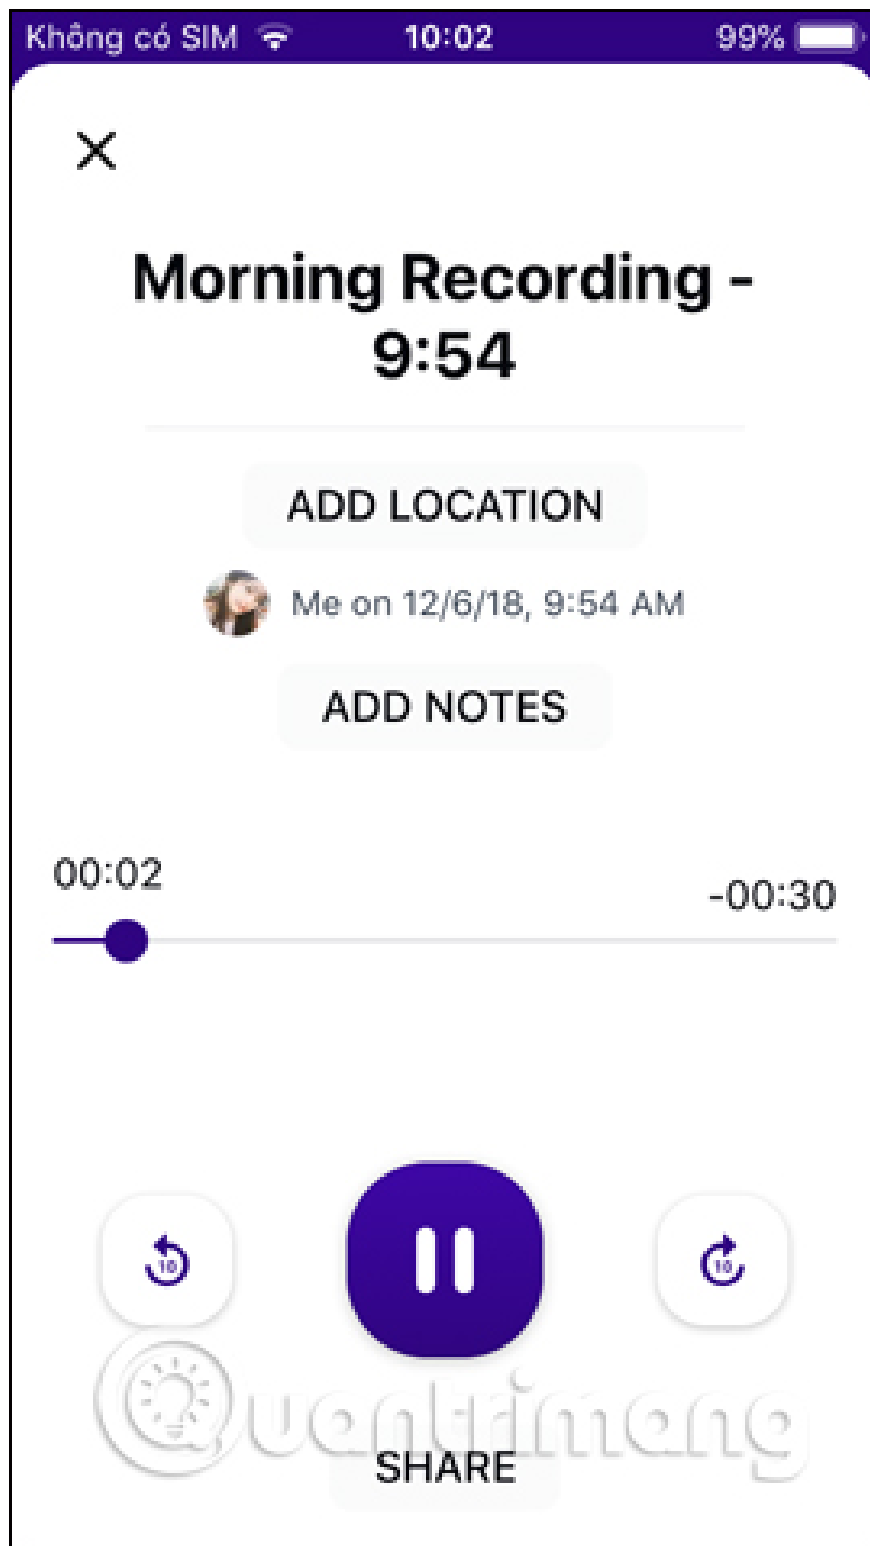 Không có SIM 10:02 99%
Morning Recording -
9:54
ADD LOCATION
Me on 12/6/18, 9:54 AM
ADD NOTES
00:02
-00:30
10 10
Quantrimang
SHARE